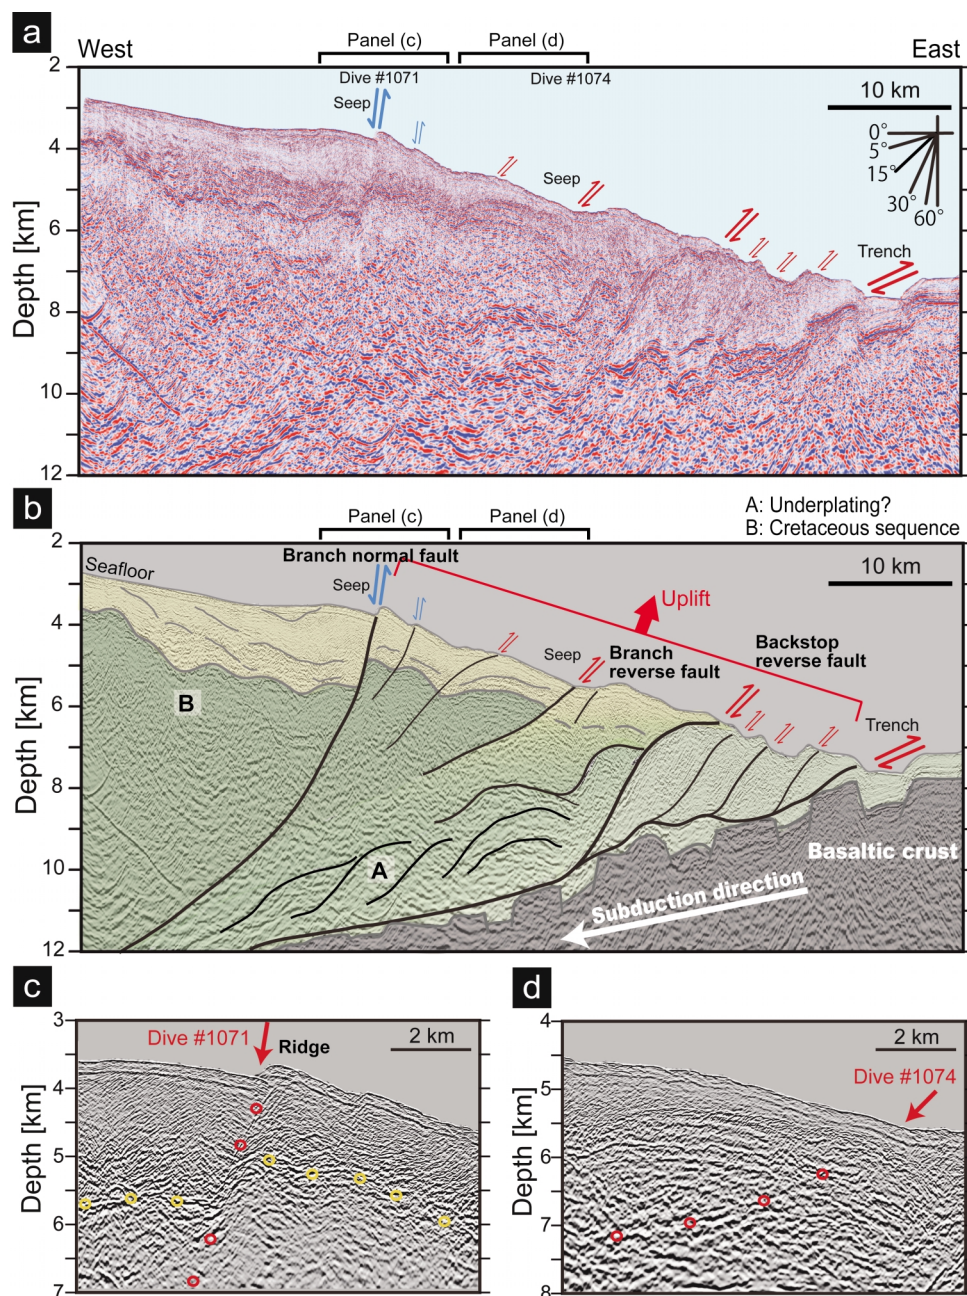 a
West
Panel (c)
Panel (d)
East
2
4
6
8
10
12
Depth [km]
Dive #1071
Seep
Dive #1074
Seep
Trench
10 km
0°
5°
15°
30°
60°
b
Panel (c)
Panel (d)
A: Underplating?
B: Cretaceous sequence
2
4
6
8
10
12
Depth [km]
Seafloor
Branch normal fault
Seep
10 km
Uplift
Seep
Branch
reverse fault
Backstop
reverse fault
Trench
B
A
Basaltic crust
Subduction direction
c
3
4
5
6
7
Depth [km]
Dive #1071
Ridge
2 km
d
4
5
6
7
8
Depth [km]
2 km
Dive #1074